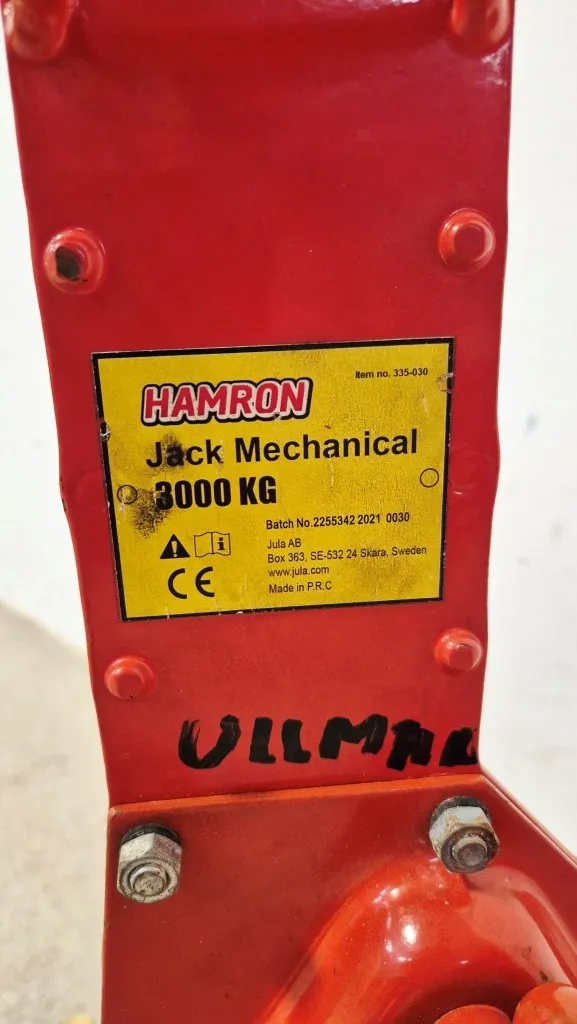 Item no. 335-030
HAMRON
Jack Mechanical
3000 KG
Batch No.2255342 2021 0030
Jula AB
Box 363, SE-532 24 Skara, Sweden
www.jula.com
CE
Made in P.R.C